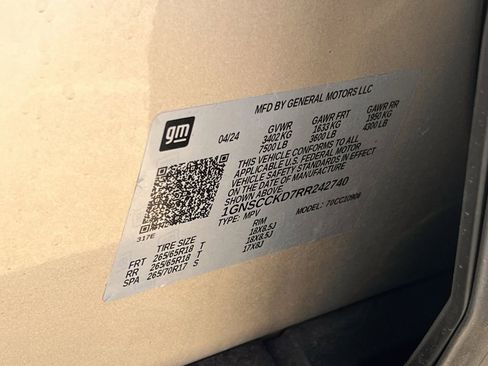 MFD BY GENERAL MOTORS LLC
gm
04/24 GVWR GAWR FRT GAWR RR
3402 KG 1633 KG 1950 KG
7500 LB 3600 LB 4300 LB
THIS VEHICLE CONFORMS TO ALL
APPLICABLE U.S. FEDERAL MOTOR
VEHICLE SAFETY STANDARDS IN EFFECT
ON THE DATE OF MANUFACTURE
SHOWN ABOVE
1GNSCCKD7RR242740
TYPE: MPV MODEL:
317E
TIRE SIZE RIM
FRT 265/65R18 T 18X8.5J
RR 265/65R18 T 18X8.5J
SPA 265/70R17 S 17X8J